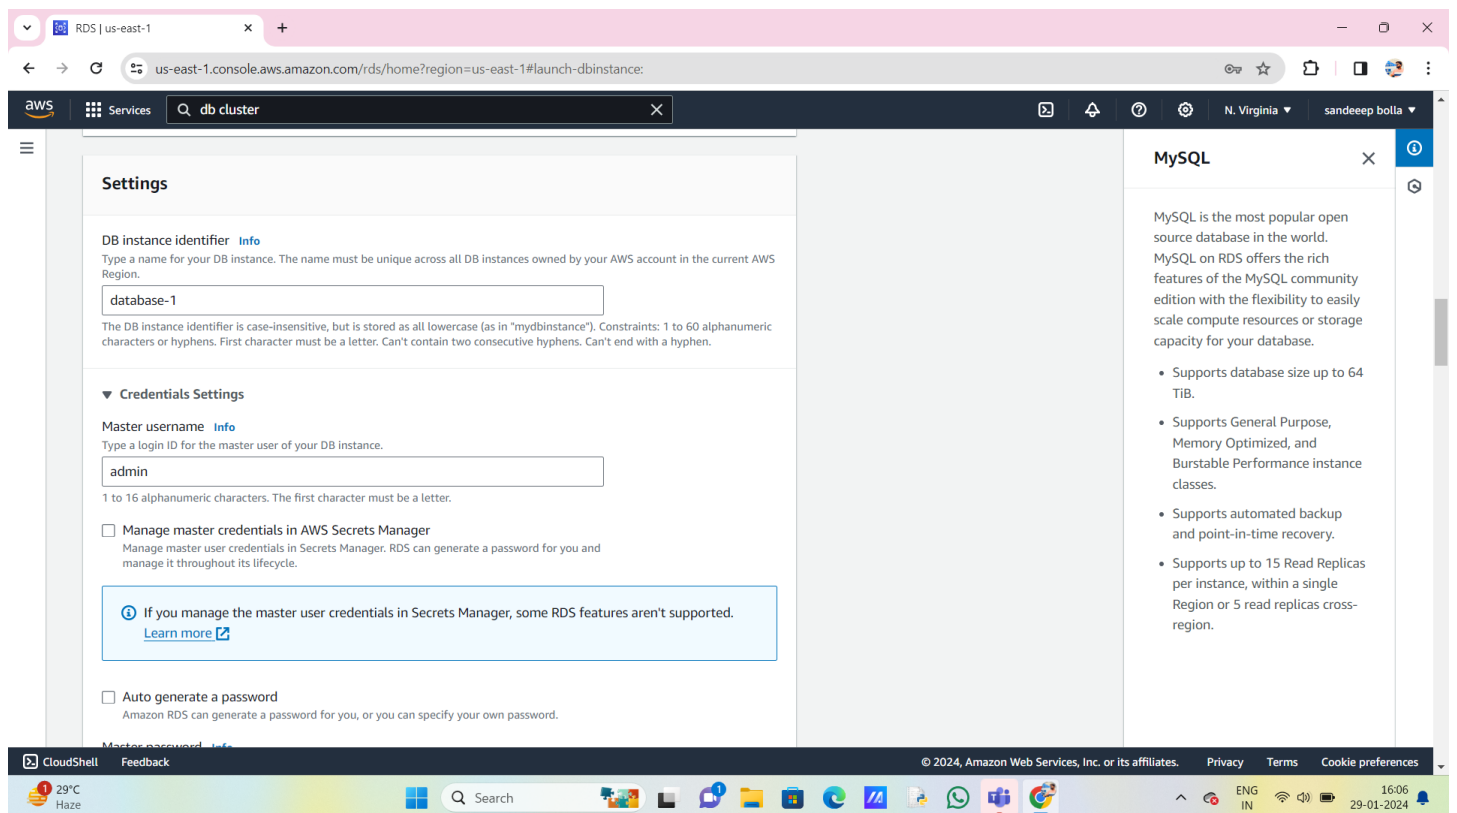 RDS | us-east-1
us-east-1.console.aws.amazon.com/rds/home?region=us-east-1#launch-dbinstance:
aws
Services
db cluster
N. Virginia
sandeeep bolla
Settings
DB instance identifier Info
Type a name for your DB instance. The name must be unique across all DB instances owned by your AWS account in the current AWS
Region.
database-1
The DB instance identifier is case-insensitive, but is stored as all lowercase (as in "mydbinstance"). Constraints: 1 to 60 alphanumeric
characters or hyphens. First character must be a letter. Can't contain two consecutive hyphens. Can't end with a hyphen.
Credentials Settings
Master username Info
Type a login ID for the master user of your DB instance.
admin
1 to 16 alphanumeric characters. The first character must be a letter.
Manage master credentials in AWS Secrets Manager
Manage master user credentials in Secrets Manager. RDS can generate a password for you and
manage it throughout its lifecycle.
If you manage the master user credentials in Secrets Manager, some RDS features aren't supported.
Learn more
Auto generate a password
Amazon RDS can generate a password for you, or you can specify your own password.
Master password Info
MySQL
MySQL is the most popular open
source database in the world.
MySQL on RDS offers the rich
features of the MySQL community
edition with the flexibility to easily
scale compute resources or storage
capacity for your database.
• Supports database size up to 64
TiB.
• Supports General Purpose,
Memory Optimized, and
Burstable Performance instance
classes.
• Supports automated backup
and point-in-time recovery.
• Supports up to 15 Read Replicas
per instance, within a single
Region or 5 read replicas cross-
region.
CloudShell
Feedback
© 2024, Amazon Web Services, Inc. or its affiliates.
Privacy
Terms
Cookie preferences
1
29°C
Haze
Search
1
ENG
IN
16:06
29-01-2024